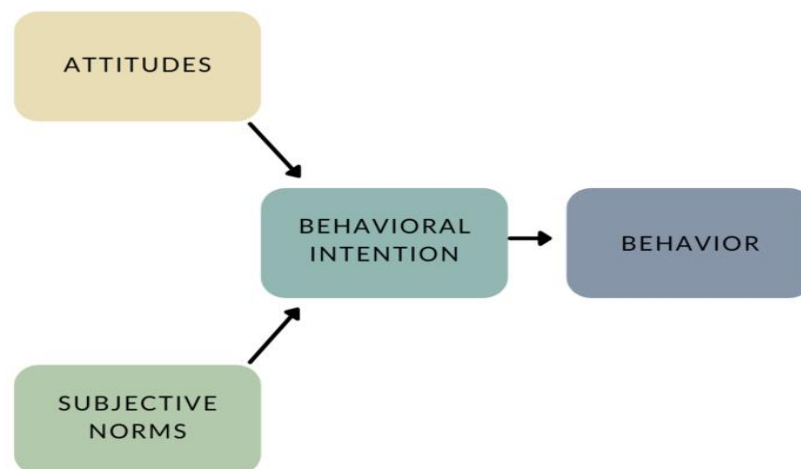 ATTITUDES
BEHAVIORAL
INTENTION
BEHAVIOR
SUBJECTIVE
NORMS